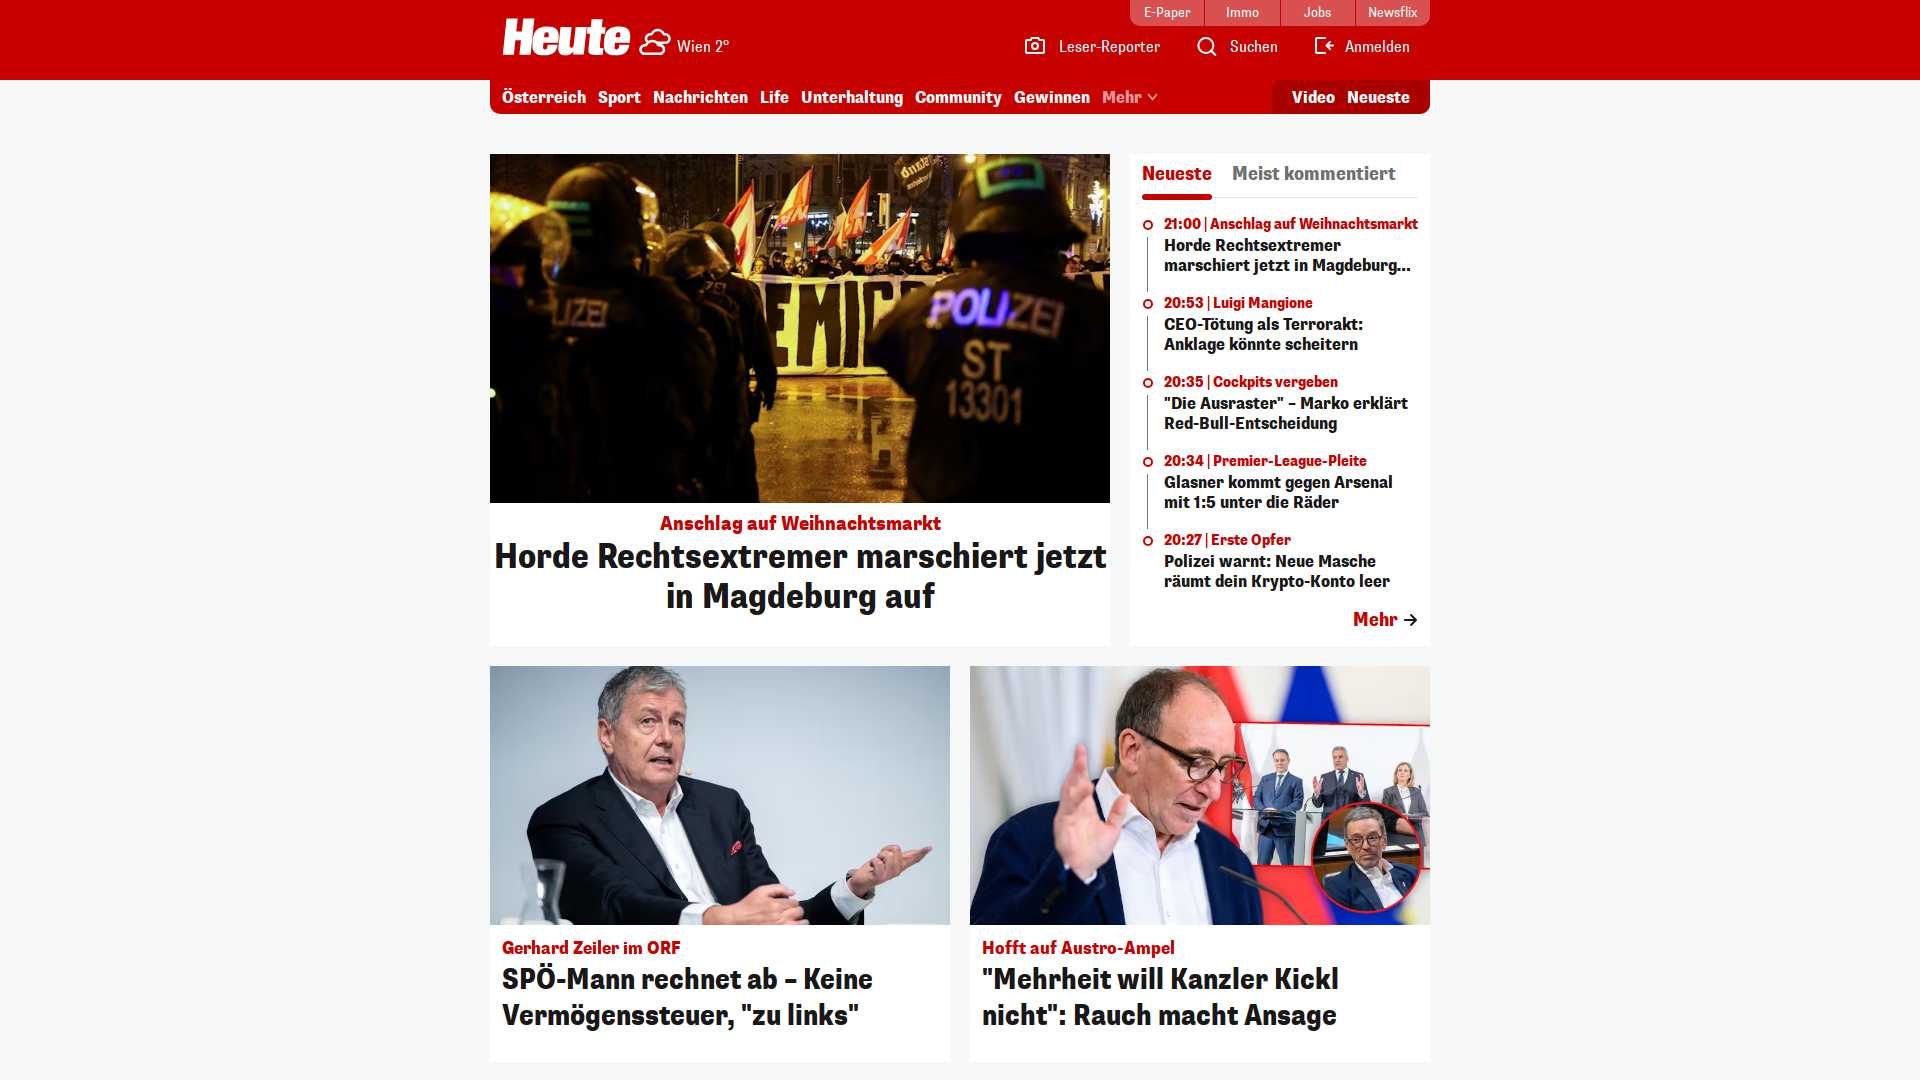 E-Paper
Immo
Jobs
Newsflix
Heute
Wien 2°
Leser-Reporter
Suchen
Anmelden
Österreich
Sport
Nachrichten
Life
Unterhaltung
Community
Gewinnen
Mehr
Video
Neueste
POLIZEI
ST
13301
LIZEI
EMIG
Anschlag auf Weihnachtsmarkt
Horde Rechtsextremer marschiert jetzt
in Magdeburg auf
Neueste
Meist kommentiert
21:00 | Anschlag auf Weihnachtsmarkt
Horde Rechtsextremer
marschiert jetzt in Magdeburg...
20:53 | Luigi Mangione
CEO-Tötung als Terrorakt:
Anklage könnte scheitern
20:35 | Cockpits vergeben
"Die Ausraster" – Marko erklärt
Red-Bull-Entscheidung
20:34 | Premier-League-Pleite
Glasner kommt gegen Arsenal
mit 1:5 unter die Räder
20:27 | Erste Opfer
Polizei warnt: Neue Masche
räumt dein Krypto-Konto leer
Mehr
Gerhard Zeiler im ORF
SPÖ-Mann rechnet ab – Keine
Vermögenssteuer, "zu links"
Hofft auf Austro-Ampel
"Mehrheit will Kanzler Kickl
nicht": Rauch macht Ansage